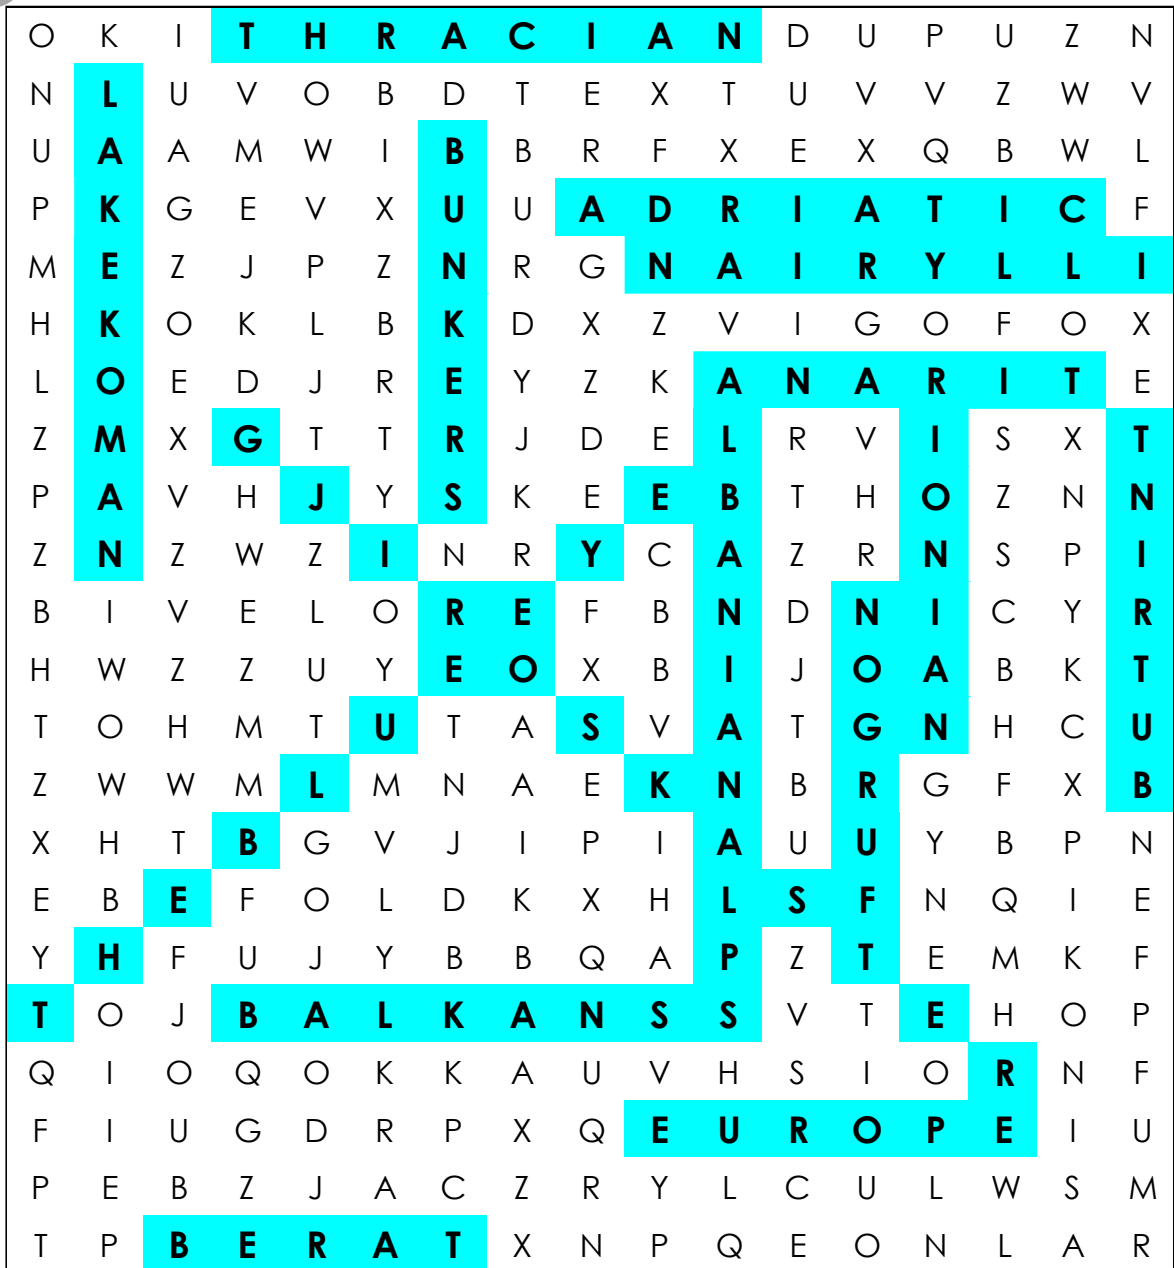 O K I T H R A C I A N D U P U Z N
N L U V O B D T E X T U V V Z W V
U A A M W I B B R F X E X Q B W L
P K G E V X U U A D R I A T I C F
M E Z J P Z N R G N A I R Y L L I
H K O K L B K D X Z V I G O F O X
L O E D J R E Y Z K A N A R I T E
Z M X G T T R J D E L R V I S X T
P A V H J Y S K E E B T H O Z N N
Z N Z W Z I N R Y C A Z R N S P I
B I V E L O R E F B N D N I C Y R
H W Z Z U Y E O X B I J O A B K T
T O H M T U T A S V A T G N H C U
Z W W M L M N A E K N B R G F X B
X H T B G V J I P I A U U Y B P N
E B E F O L D K X H L S F N Q I E
Y H F U J Y B B Q A P Z T E M K F
T O J B A L K A N S S V T E H O P
Q I O Q O K K A U V H S I O R N F
F I U G D R P X Q E U R O P E I U
P E B Z J A C Z R Y L C U L W S M
T P B E R A T X N P Q E O N L A R